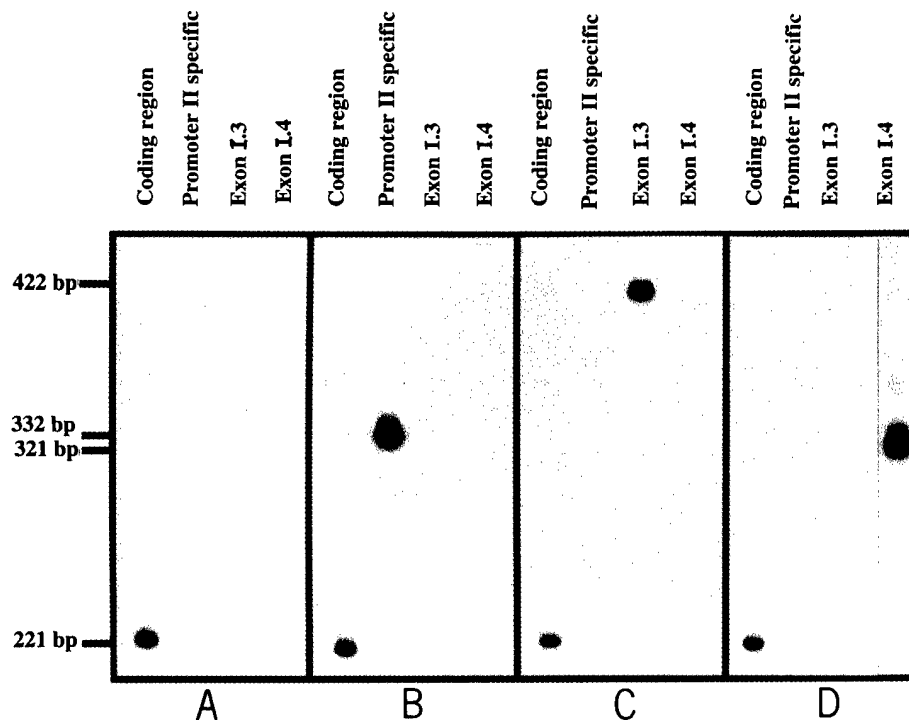 Coding region
Promoter II specific
Exon I.3
Exon I.4
Coding region
Promoter II specific
Exon I.3
Exon I.4
Coding region
Promoter II specific
Exon I.3
Exon I.4
Coding region
Promoter II specific
Exon I.3
Exon I.4
422 bp
332 bp
321 bp
221 bp
A
B
C
D